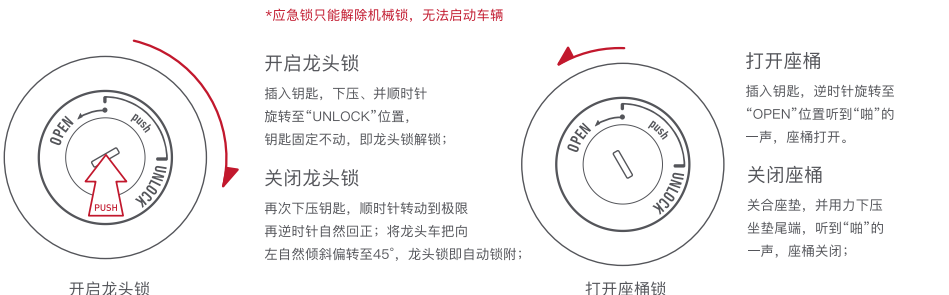 *应急锁只能解除机械锁，无法启动车辆
开启龙头锁
插入钥匙，下压、并顺时针
旋转至“UNLOCK”位置，
钥匙固定不动，即龙头锁解锁；
关闭龙头锁
再次下压钥匙，顺时针转动到极限
再逆时针自然回正；将龙头车把向
左自然倾斜偏转至45°，龙头锁即自动锁附；
OPEN
push
UNLOCK
PUSH
开启龙头锁
打开座桶
插入钥匙，逆时针旋转至
“OPEN”位置听到“啪”的
一声，座桶打开。
关闭座桶
关合座垫，并用力下压
坐垫尾端，听到“啪”的
一声，座桶关闭；
OPEN
push
UNLOCK
打开座桶锁